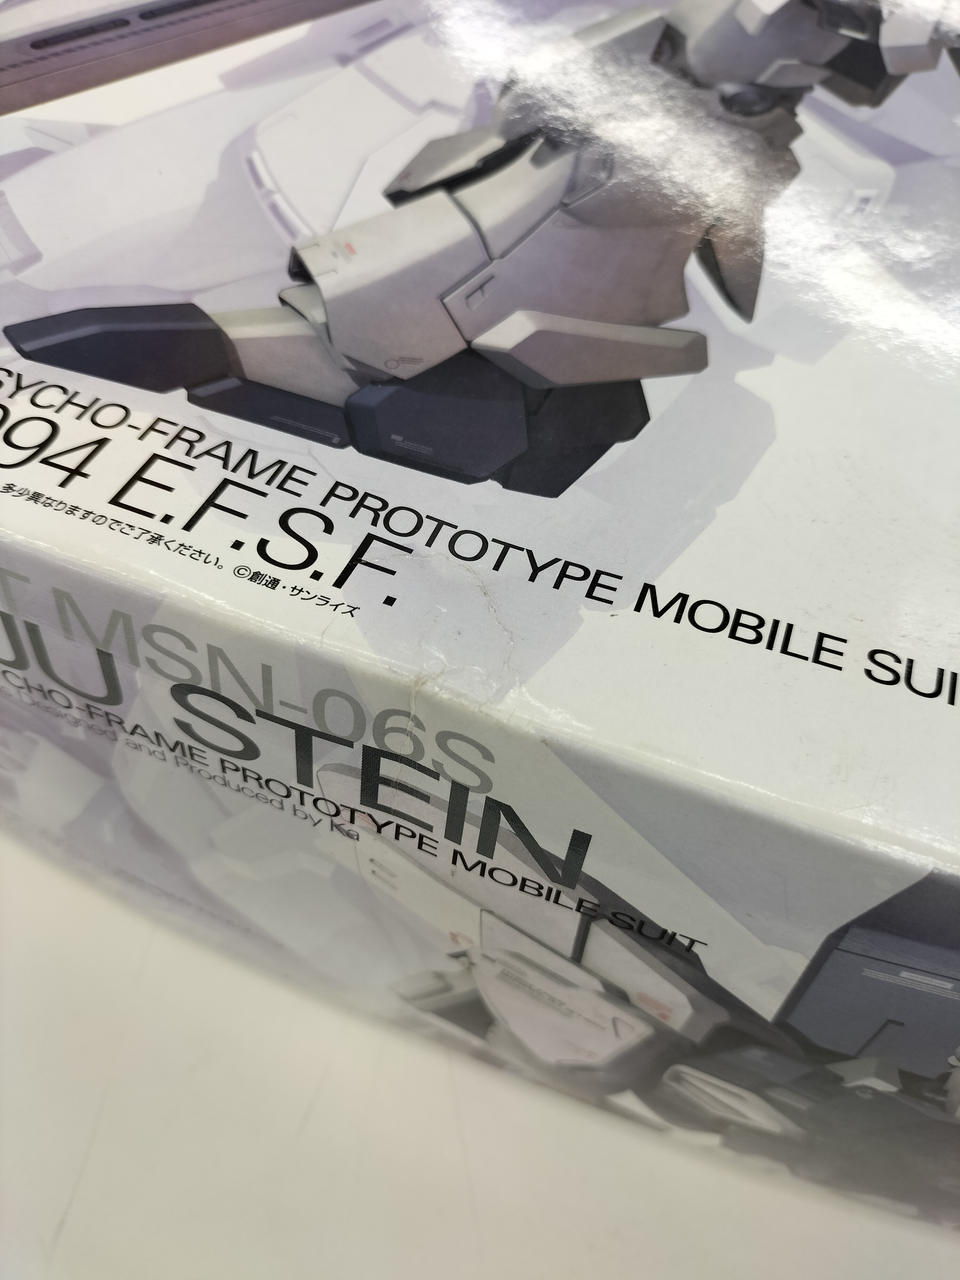 SYCHO-FRAME PROTOTYPE MOBILE SUI
094 E.F.S.F.
多少異なりますのでご了承ください。 ©創通・サンライズ
T MSN-06S
JU STEIN
CHO-FRAME PROTOTYPE MOBILE SUIT
Designed and Produced by Ka